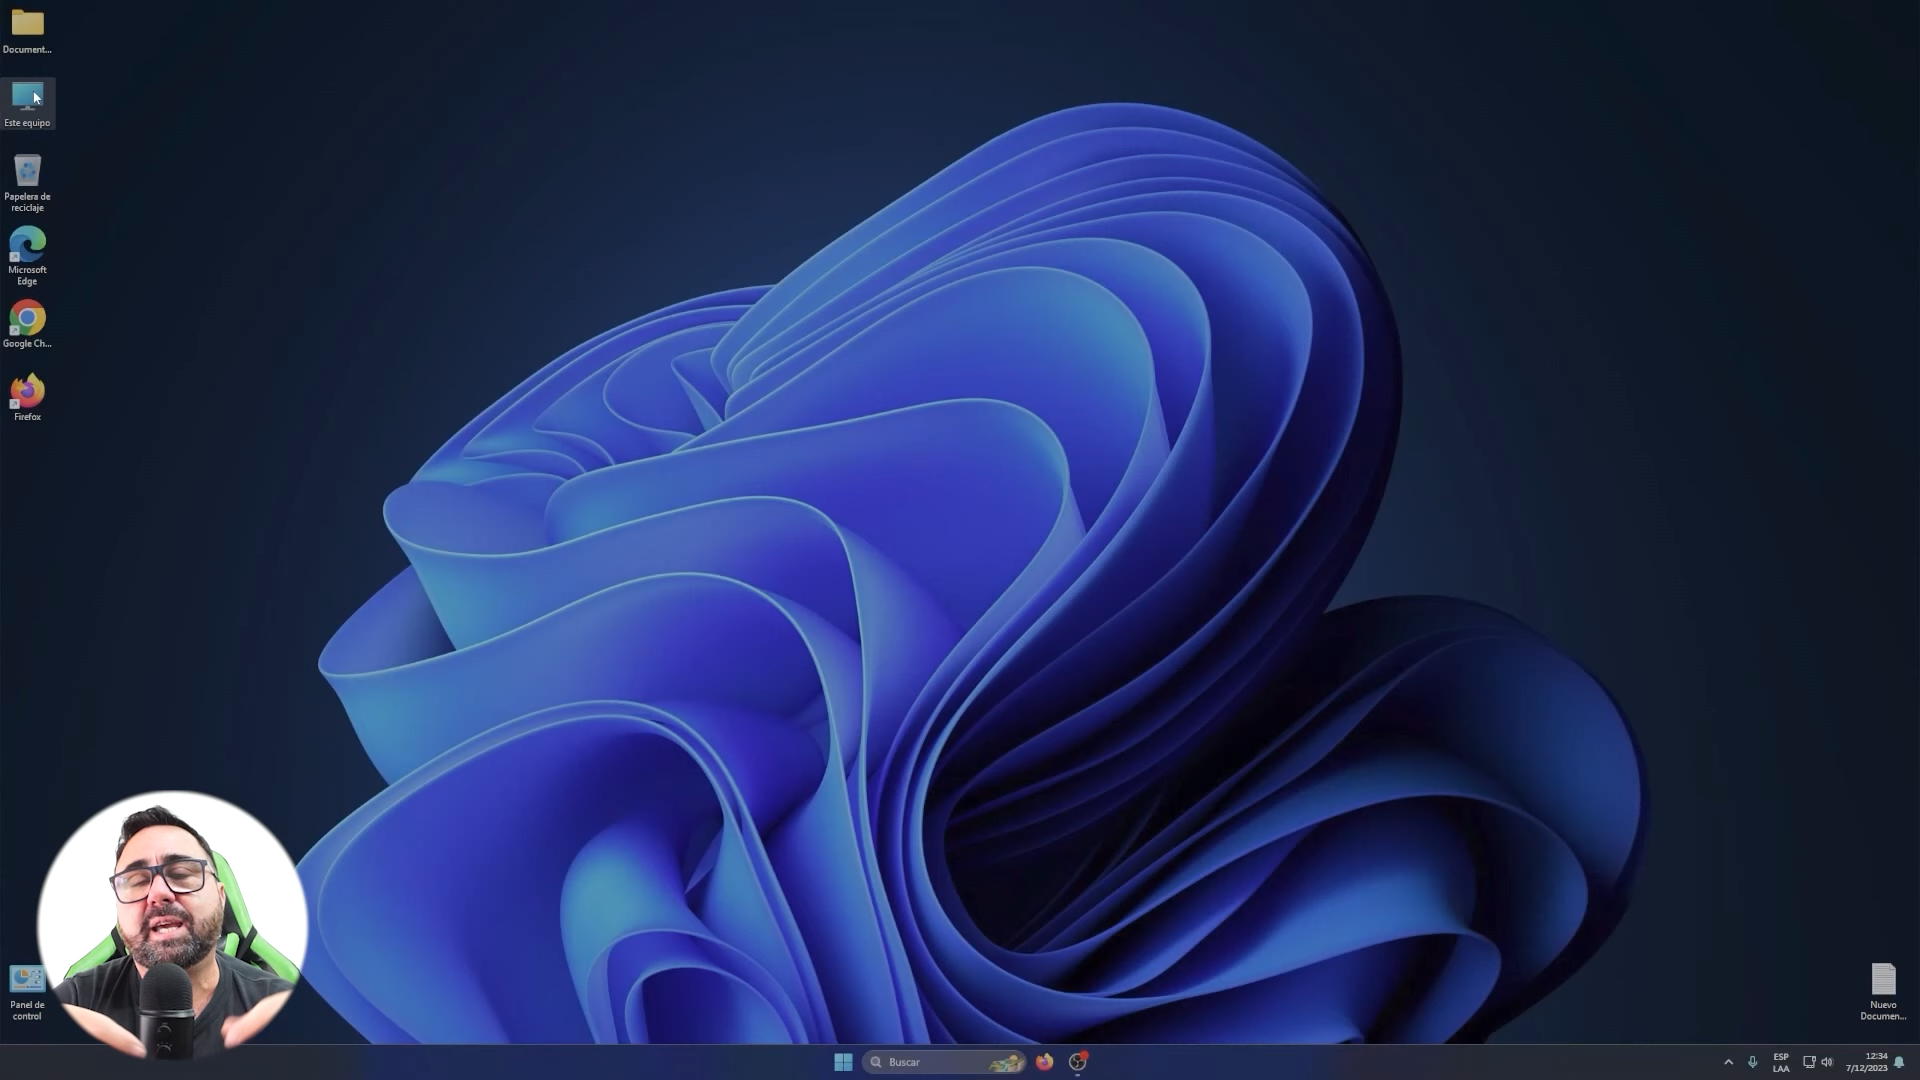 Document...
Este equipo
Papelera de
reciclaje
Microsoft
Edge
Google Ch...
Firefox
Panel de
control
Nuevo
Documen...
Buscar
ESP
LAA
12:34
7/12/2023